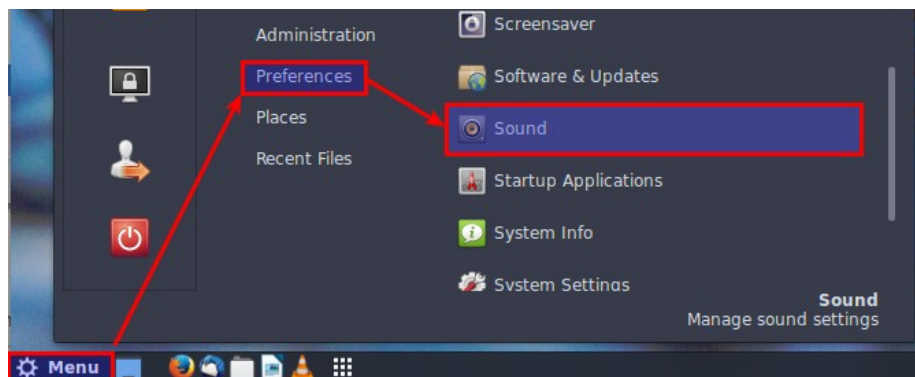 Administration
Preferences
Places
Recent Files
Screensaver
Software & Updates
Sound
Startup Applications
System Info
System Settings
Sound
Manage sound settings
Menu